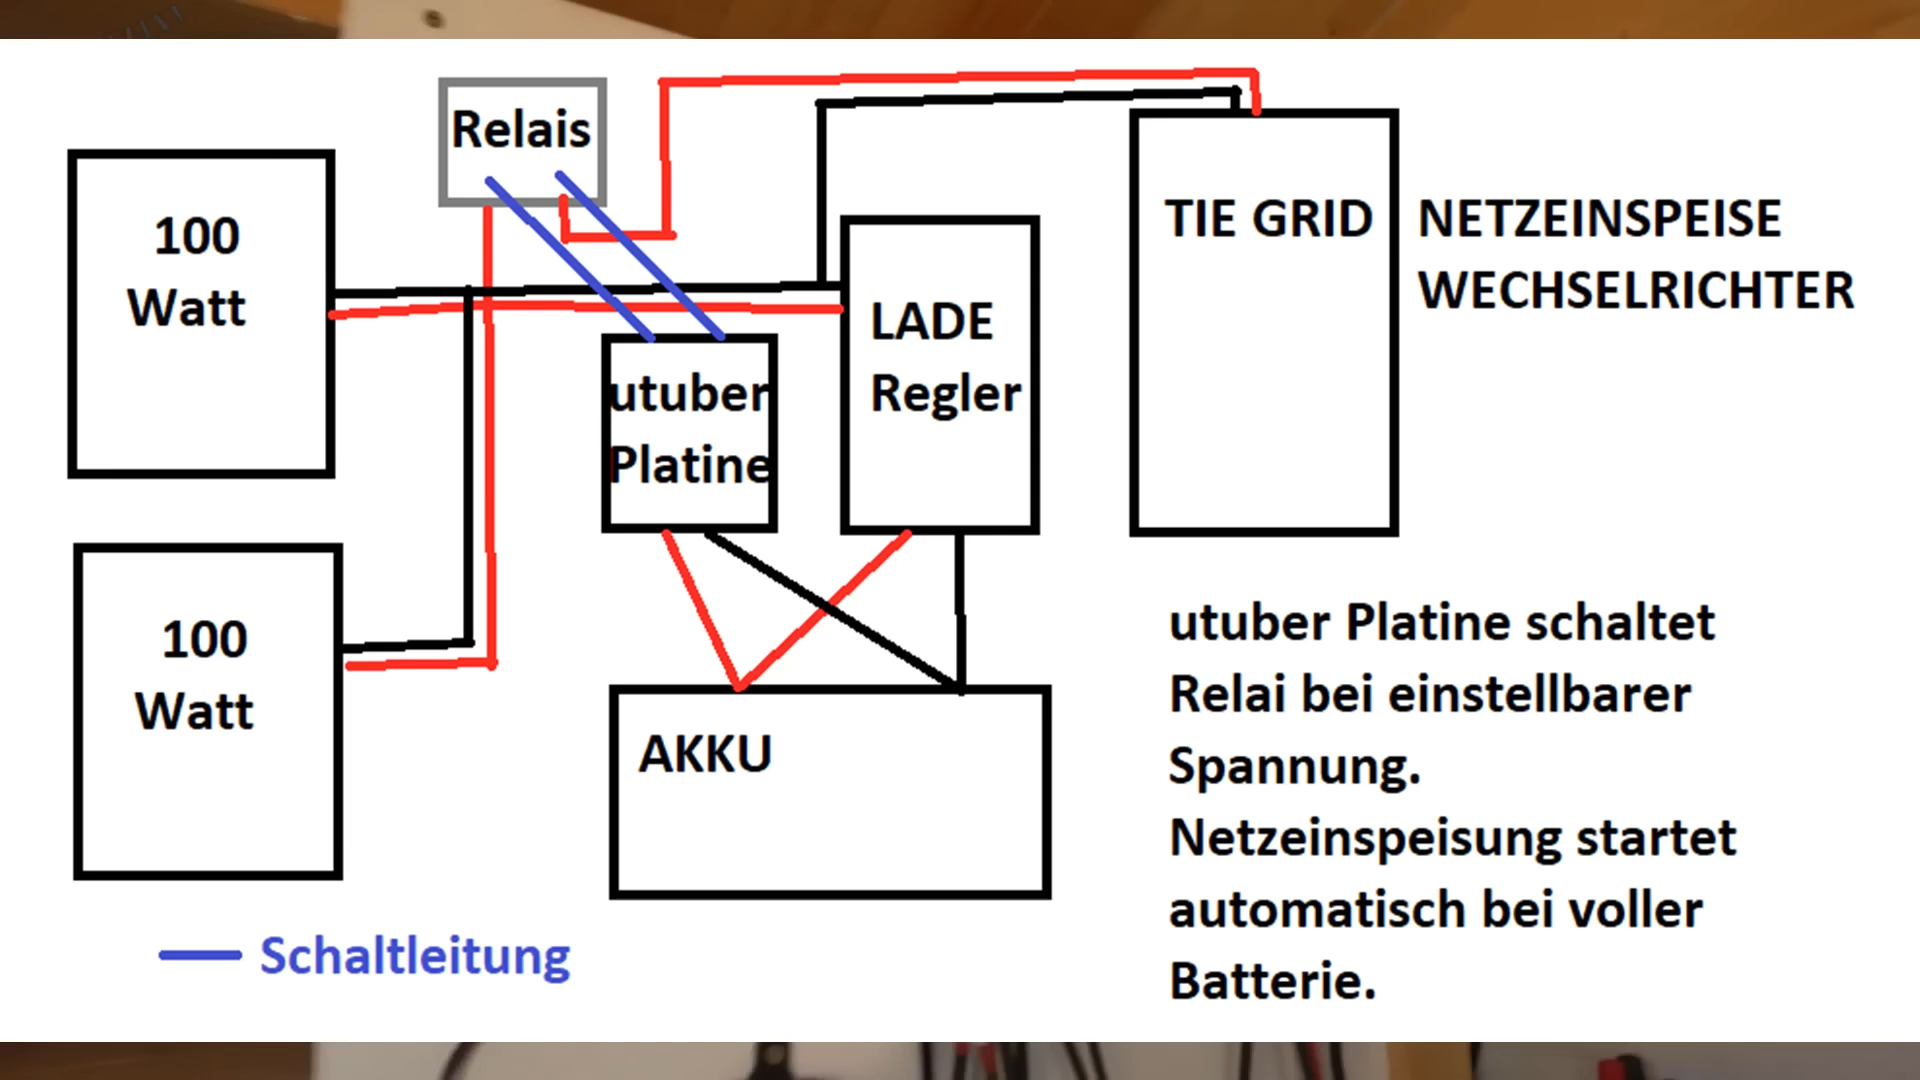 Relais
100
Watt
TIE GRID
NETZEINSPEISE
WECHSELRICHTER
LADE
Regler
utuber
Platine
100
Watt
AKKU
utuber Platine schaltet
Relai bei einstellbarer
Spannung.
Netzeinspeisung startet
automatisch bei voller
Batterie.
Schaltleitung